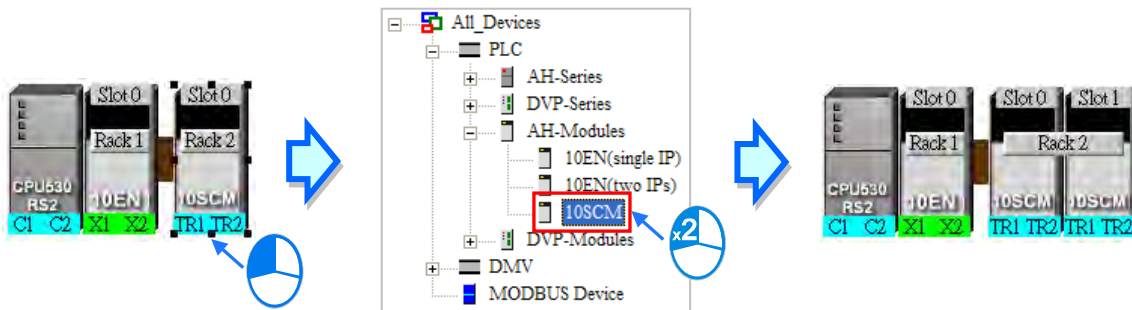 Slot 0 Slot 0
Rack 1 Rack 2
CPU530 RS2 10EN 10SCM
C1 C2 X1 X2 TR1 TR2
All_Devices
PLC
AH-Series
DVP-Series
AH-Modules
10EN(single IP)
10EN(two IPs)
10SCM
DVP-Modules
DMV
MODBUS Device
x2
Slot 0 Slot 0 Slot 1
Rack 1 Rack 2
CPU530 RS2 10EN 10SCM 10SCM
C1 C2 X1 X2 TR1 TR2 TR1 TR2